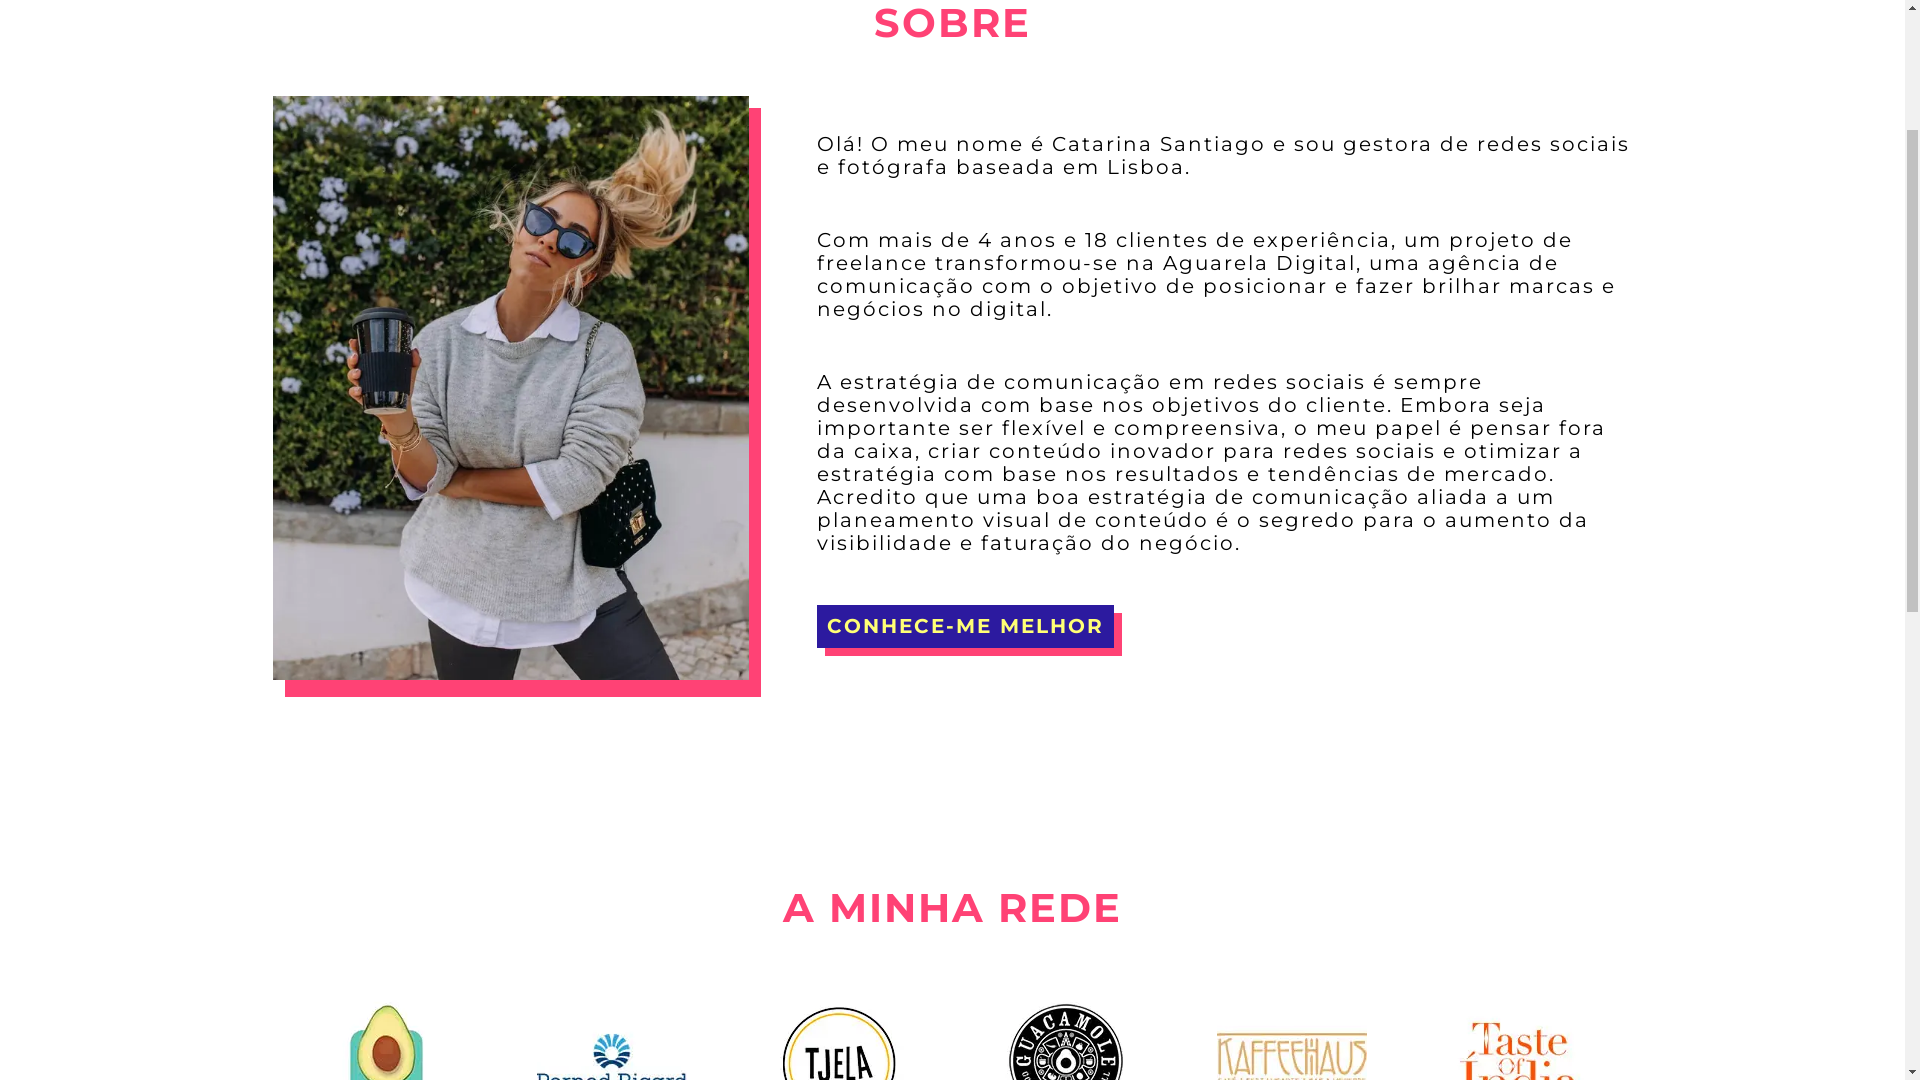 SOBRE
Olá! O meu nome é Catarina Santiago e sou gestora de redes sociais
e fotógrafa baseada em Lisboa.
Com mais de 4 anos e 18 clientes de experiência, um projeto de
freelance transformou-se na Aguarela Digital, uma agência de
comunicação com o objetivo de posicionar e fazer brilhar marcas e
negócios no digital.
A estratégia de comunicação em redes sociais é sempre
desenvolvida com base nos objetivos do cliente. Embora seja
importante ser flexível e compreensiva, o meu papel é pensar fora
da caixa, criar conteúdo inovador para redes sociais e otimizar a
estratégia com base nos resultados e tendências de mercado.
Acredito que uma boa estratégia de comunicação aliada a um
planeamento visual de conteúdo é o segredo para o aumento da
visibilidade e faturação do negócio.
CONHECE-ME MELHOR
A MINHA REDE
Pernod Ricard
TJELA
GUACAMOLE
KAFFEEHAUS
Taste
Of
India